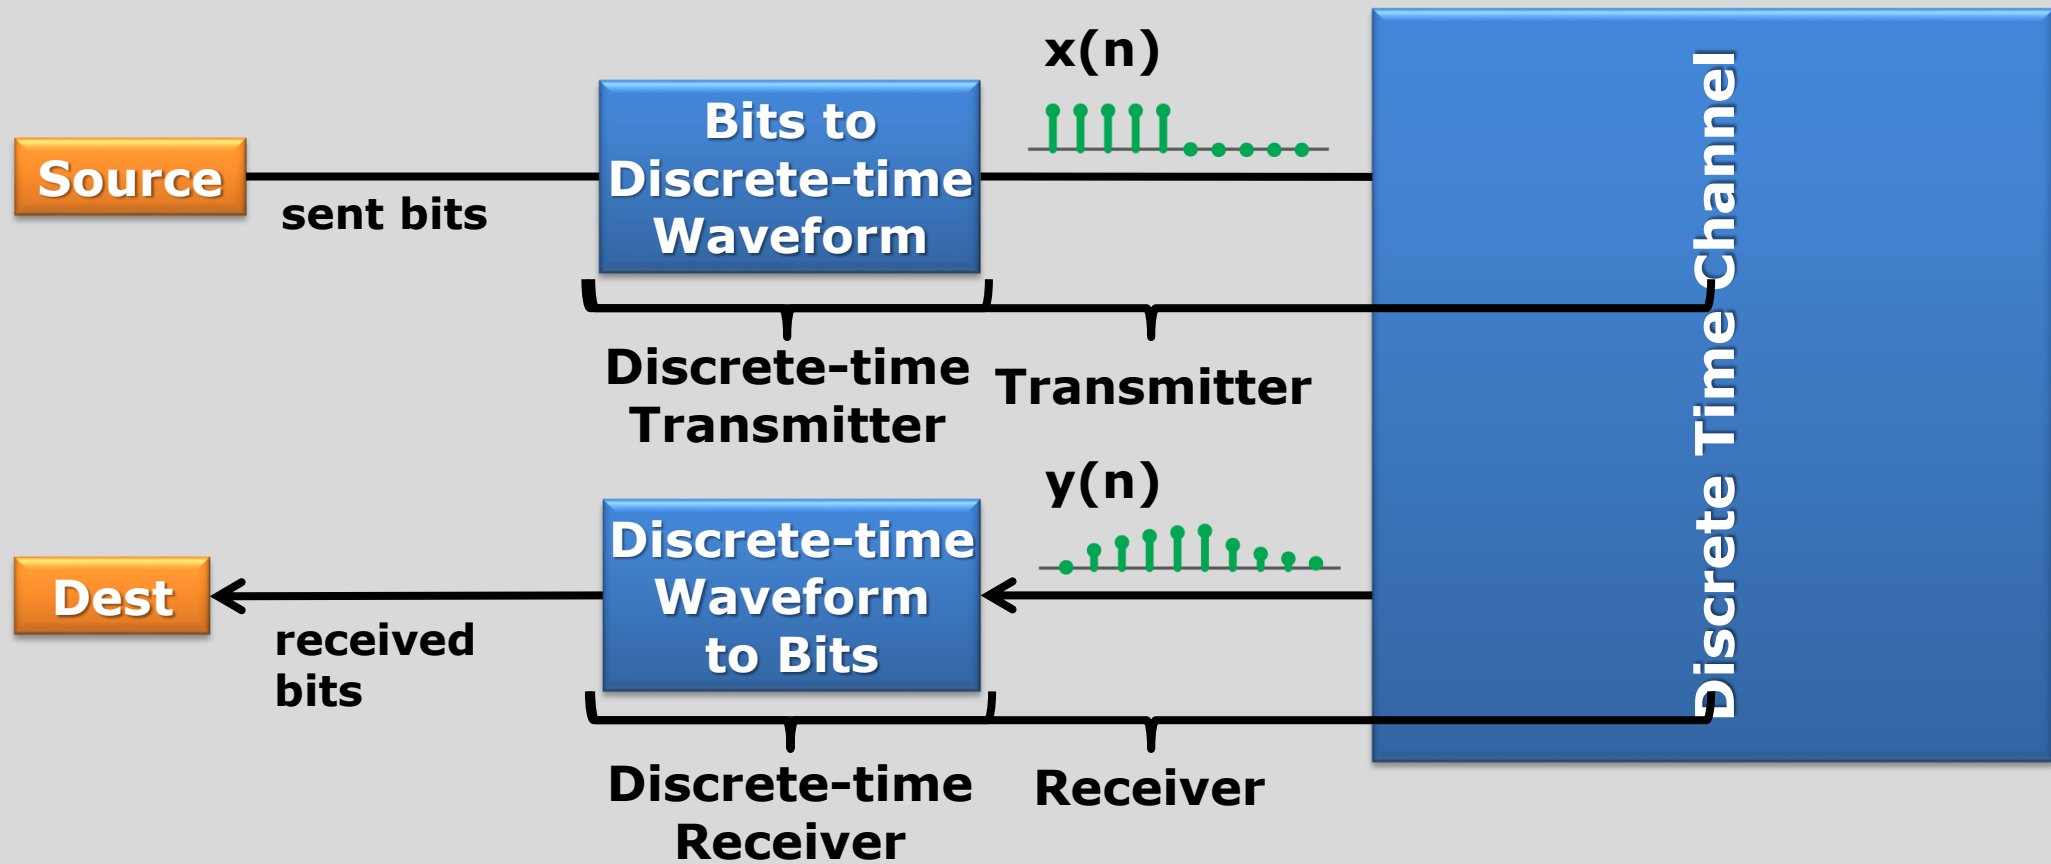 x(n)
Source
sent bits
Bits to
Discrete-time
Waveform
Discrete Time Channel
Discrete-time
Transmitter
Transmitter
y(n)
Dest
received
bits
Discrete-time
Waveform
to Bits
Discrete-time
Receiver
Receiver